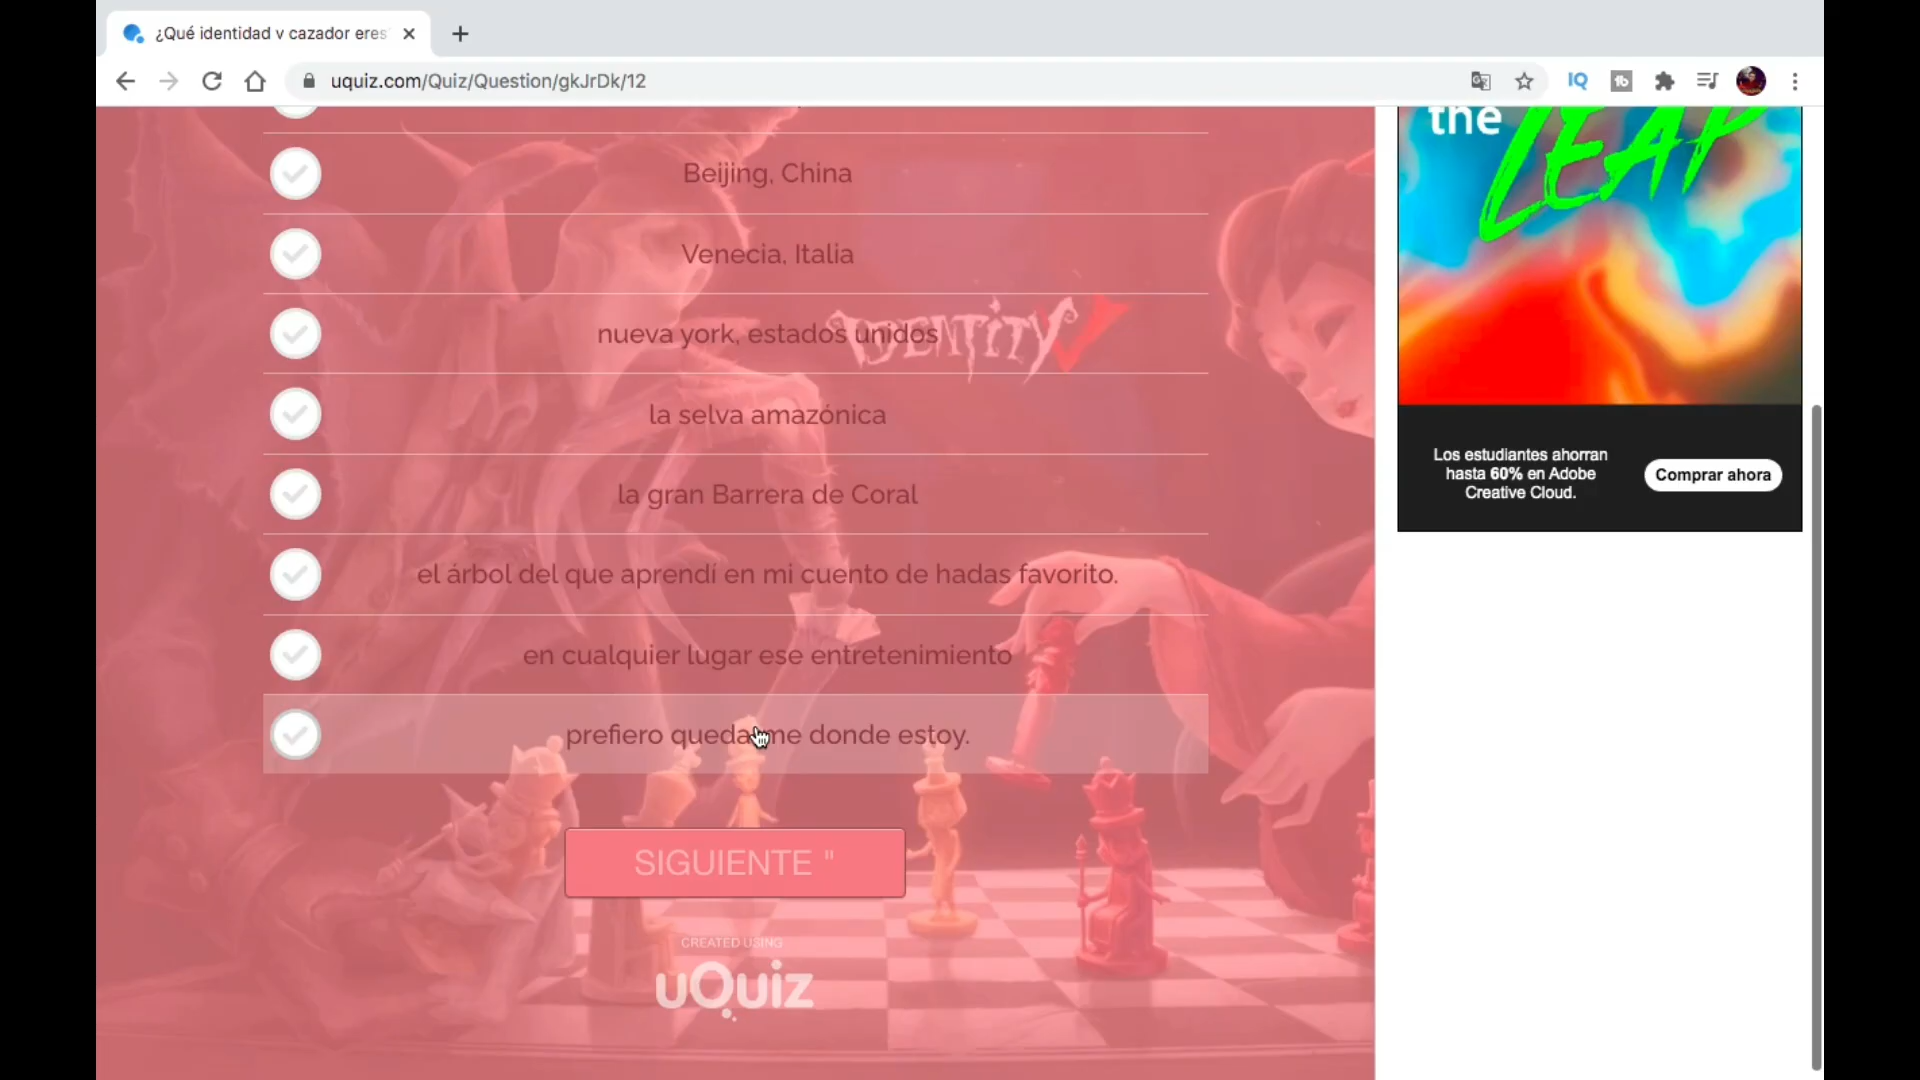 ¿Qué identidad v cazador eres
uquiz.com/Quiz/Question/gkJrDk/12
IQ
the
LEAP
Beijing, China
Venecia, Italia
nueva york, estados unidos
IDENTITY V
la selva amazónica
la gran Barrera de Coral
Los estudiantes ahorran
hasta 60% en Adobe
Creative Cloud.
Comprar ahora
el árbol del que aprendí en mi cuento de hadas favorito.
en cualquier lugar ese entretenimiento
prefiero quedarme donde estoy.
SIGUIENTE "
CREATED USING
uQuiz